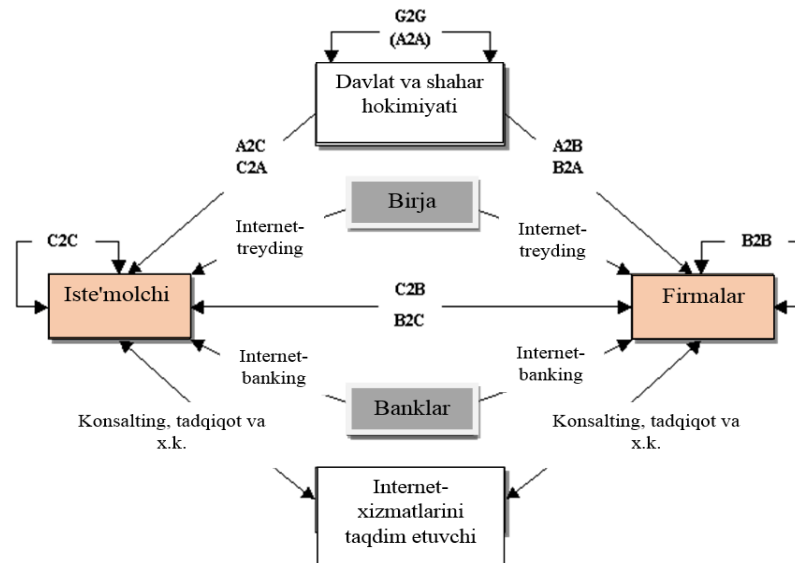 G2G
(A2A)
Davlat va shahar
hokimiyati
A2C
C2A
A2B
B2A
Birja
Internet-
treyding
Internet-
treyding
C2C
B2B
Iste'molchi
C2B
B2C
Firmalar
Internet-
banking
Internet-
banking
Banklar
Konsalting, tadqiqot va
x.k.
Konsalting, tadqiqot va
x.k.
Internet-
xizmatlarini
taqdim etuvchi